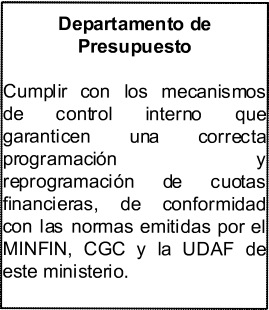 Departamento de
Presupuesto
Cumplir con los mecanismos
de control interno que
garanticen una correcta
programación y
reprogramación de cuotas
financieras, de conformidad
con las normas emitidas por el
MINFIN, CGC y la UDAF de
este ministerio.